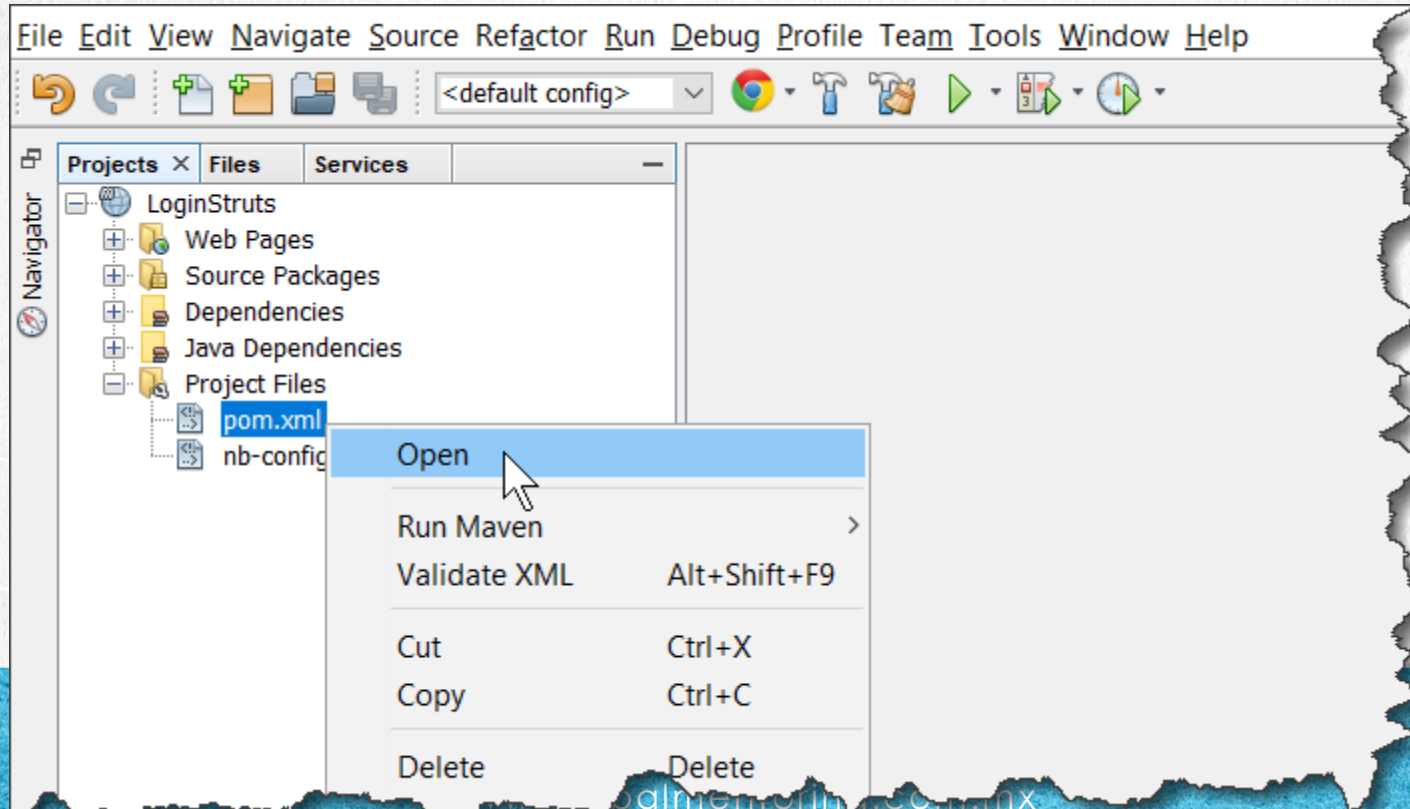 File Edit View Navigate Source Refactor Run Debug Profile Team Tools Window Help
<default config>
Projects Files Services
Navigator
LoginStruts
Web Pages
Source Packages
Dependencies
Java Dependencies
Project Files
pom.xml
nb-config
Open
Run Maven
Validate XML Alt+Shift+F9
Cut Ctrl+X
Copy Ctrl+C
Delete Delete